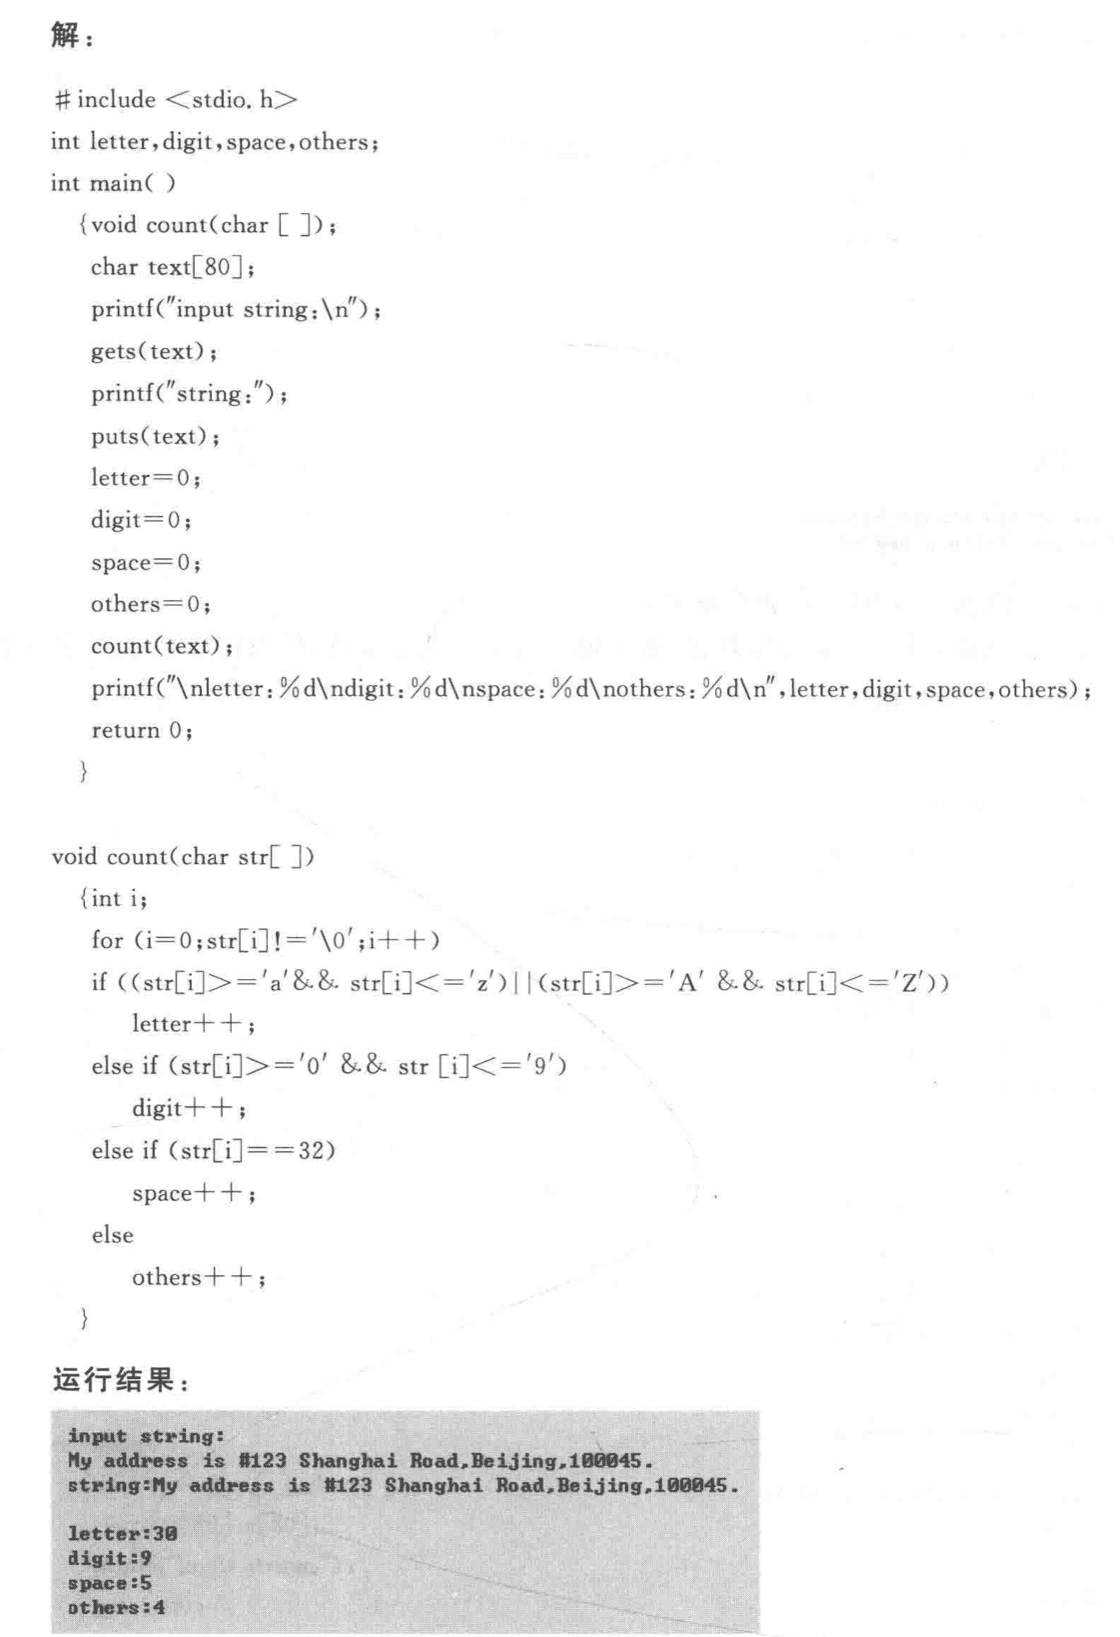 解：
# include <stdio.h>
int letter,digit,space,others;
int main( )
{void count(char [ ]);
char text[80];
printf("input string:\n");
gets(text);
printf("string:");
puts(text);
letter=0;
digit=0;
space=0;
others=0;
count(text);
printf("\nletter:%d\ndigit:%d\nspace:%d\nothers:%d\n",letter,digit,space,others);
return 0;
}
void count(char str[ ])
{int i;
for (i=0;str[i]!='\0';i++)
if ((str[i]>='a'&& str[i]<='z')||(str[i]>='A' && str[i]<='Z'))
letter++;
else if (str[i]>='0' && str [i]<='9')
digit++;
else if (str[i]==32)
space++;
else
others++;
}
运行结果：
input string:
My address is #123 Shanghai Road,Beijing,100045.
string:My address is #123 Shanghai Road,Beijing,100045.
letter:30
digit:9
space:5
others:4